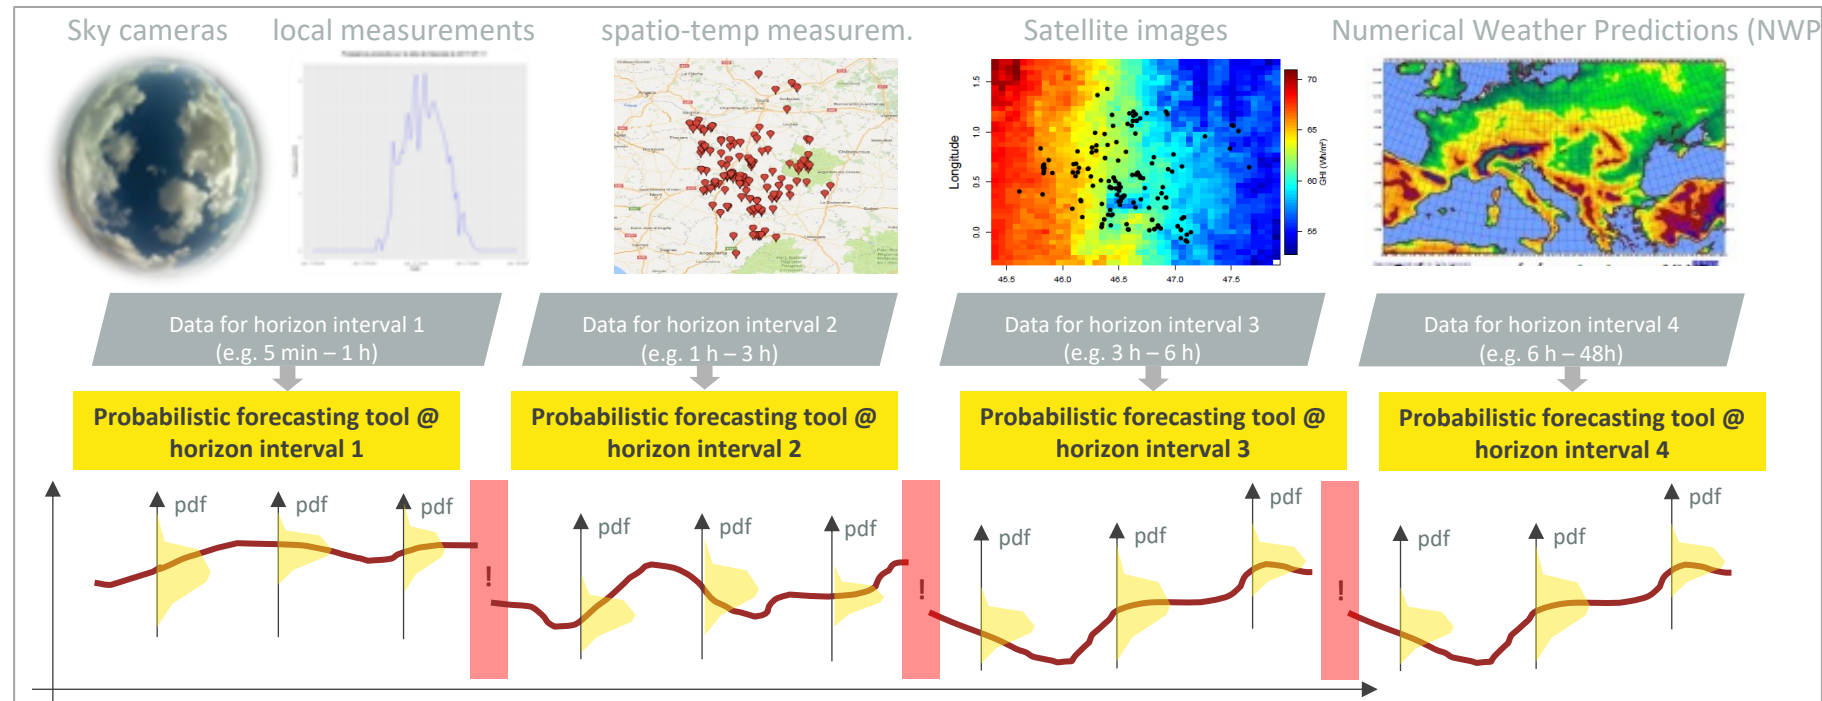 Sky cameras
local measurements
spatio-temp measurem.
Satellite images
Numerical Weather Predictions (NWP
Longitude
1.5
1.0
0.5
0.0
45.5
46.0
46.5
47.0
47.5
70
65
60
55
GHI (Wh/m²)
Data for horizon interval 1
(e.g. 5 min – 1 h)
Data for horizon interval 2
(e.g. 1 h – 3 h)
Data for horizon interval 3
(e.g. 3 h – 6 h)
Data for horizon interval 4
(e.g. 6 h – 48h)
Probabilistic forecasting tool @
horizon interval 1
Probabilistic forecasting tool @
horizon interval 2
Probabilistic forecasting tool @
horizon interval 3
Probabilistic forecasting tool @
horizon interval 4
pdf
pdf
pdf
!
pdf
pdf
pdf
!
pdf
pdf
pdf
!
pdf
pdf
pdf